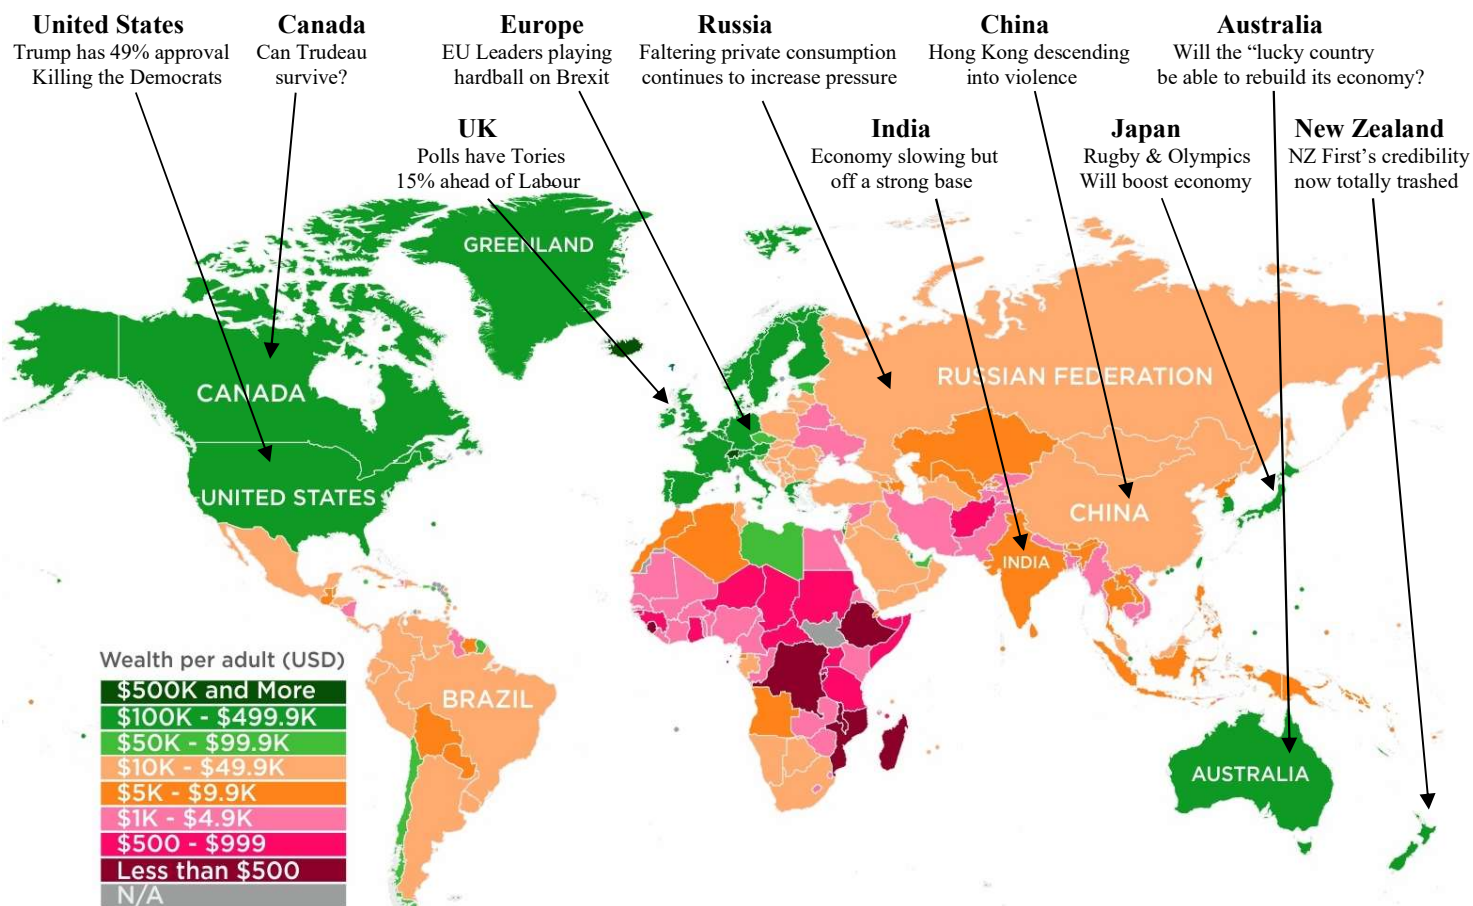 United States
Trump has 49% approval
Killing the Democrats
Canada
Can Trudeau
survive?
Europe
EU Leaders playing
hardball on Brexit
Russia
Faltering private consumption
continues to increase pressure
China
Hong Kong descending
into violence
Australia
Will the “lucky country
be able to rebuild its economy?
UK
Polls have Tories
15% ahead of Labour
India
Economy slowing but
off a strong base
Japan
Rugby & Olympics
Will boost economy
New Zealand
NZ First’s credibility
now totally trashed
GREENLAND
CANADA
RUSSIAN FEDERATION
UNITED STATES
CHINA
INDIA
BRAZIL
AUSTRALIA
Wealth per adult (USD)
$500K and More
$100K - $499.9K
$50K - $99.9K
$10K - $49.9K
$5K - $9.9K
$1K - $4.9K
$500 - $999
Less than $500
N/A